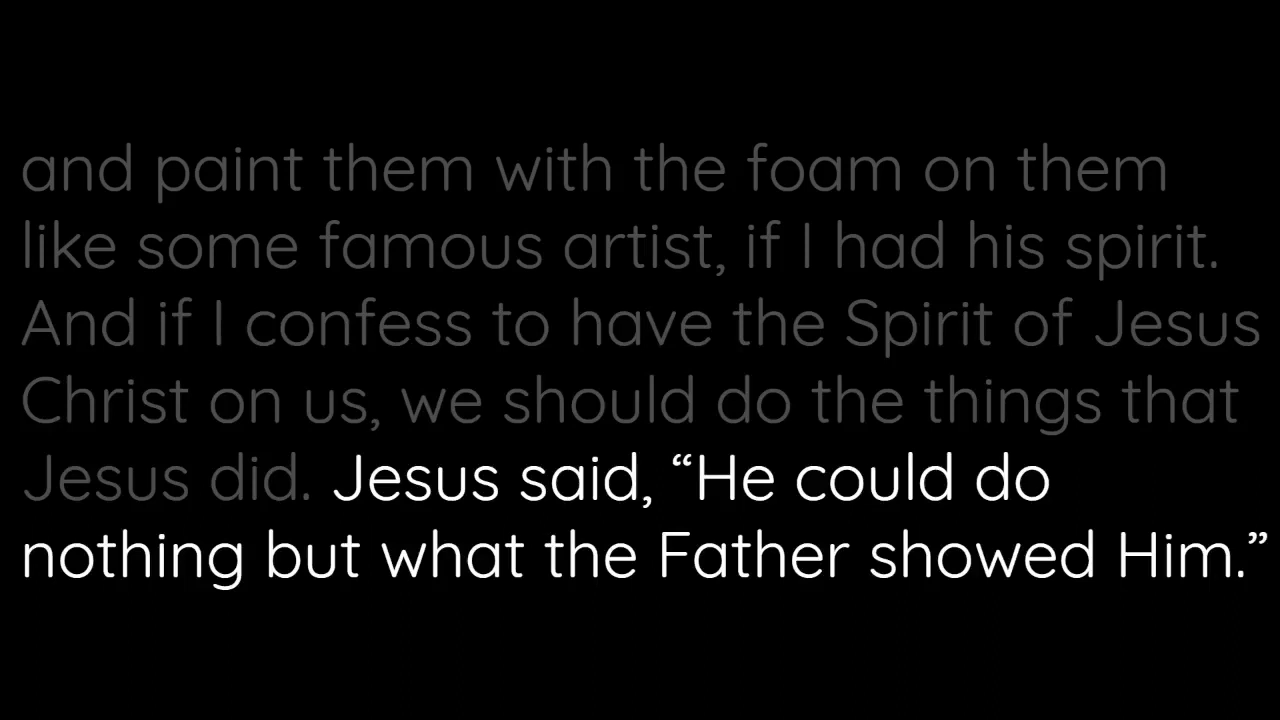 and paint them with the foam on them
like some famous artist, if I had his spirit.
And if I confess to have the Spirit of Jesus
Christ on us, we should do the things that
Jesus did. Jesus said, “He could do
nothing but what the Father showed Him.”